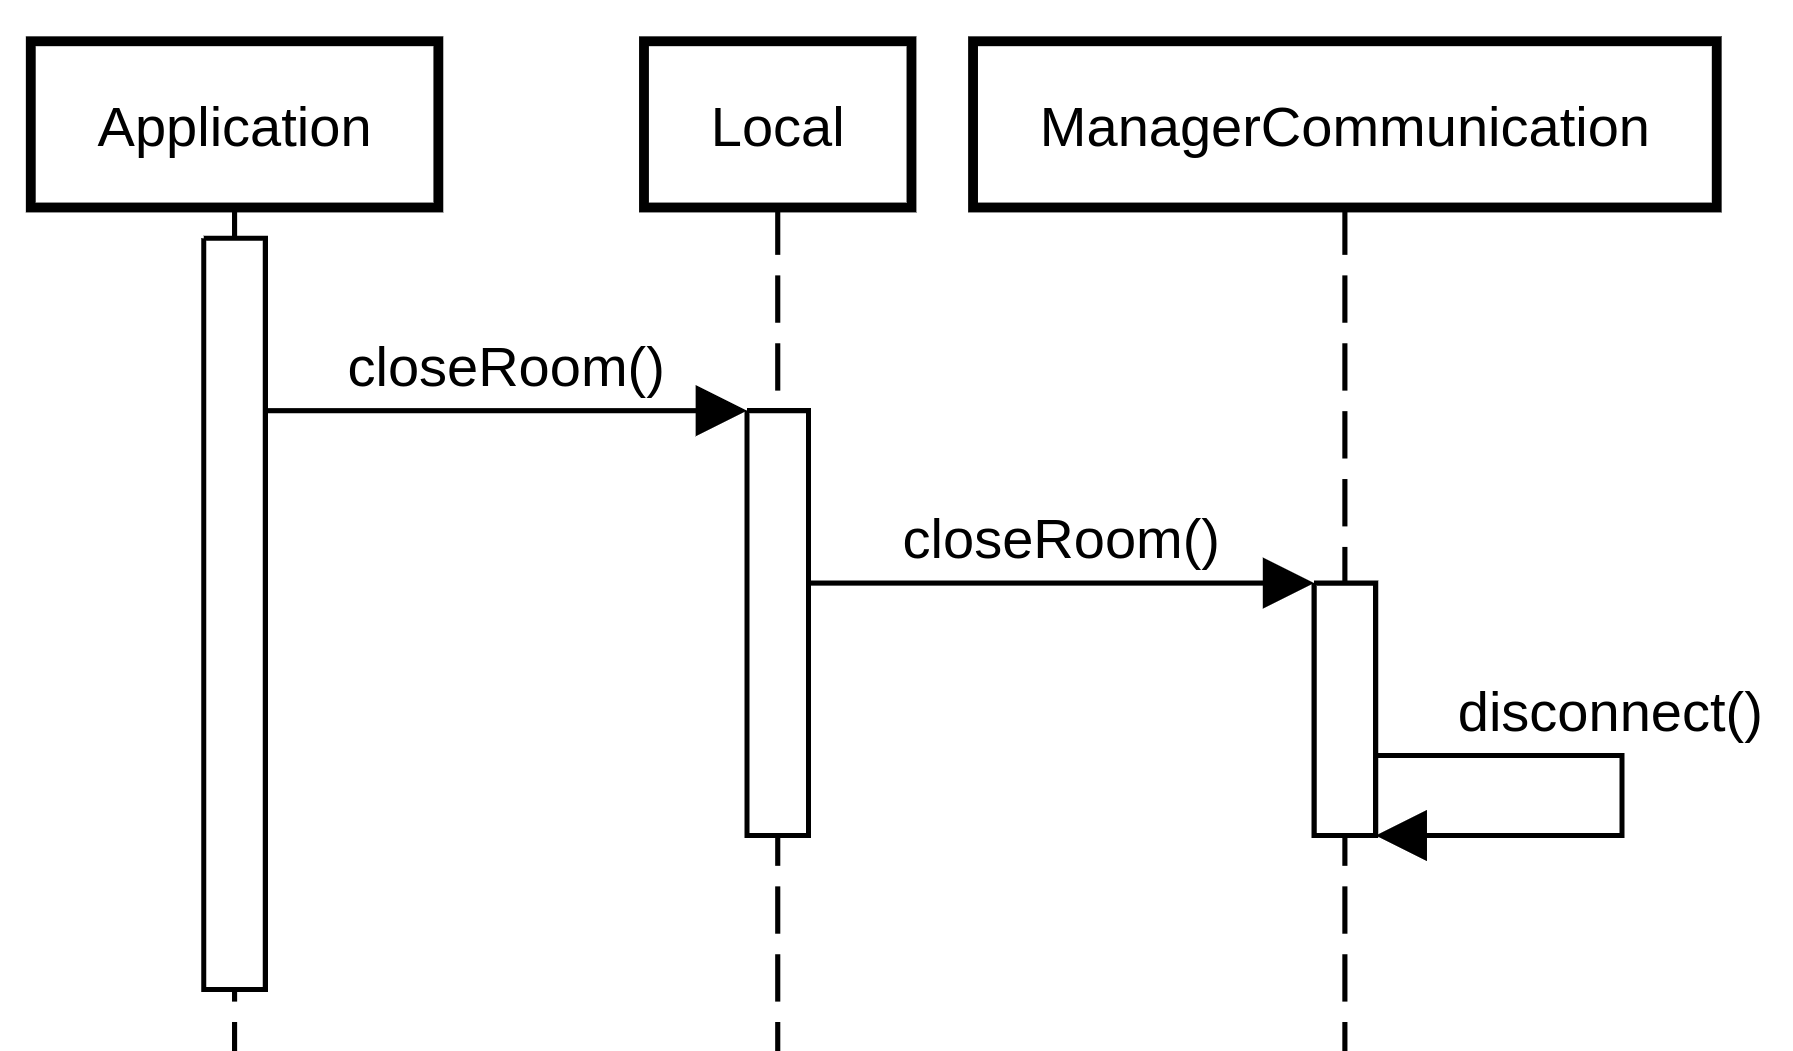 Application
Local
ManagerCommunication
closeRoom()
closeRoom()
disconnect()